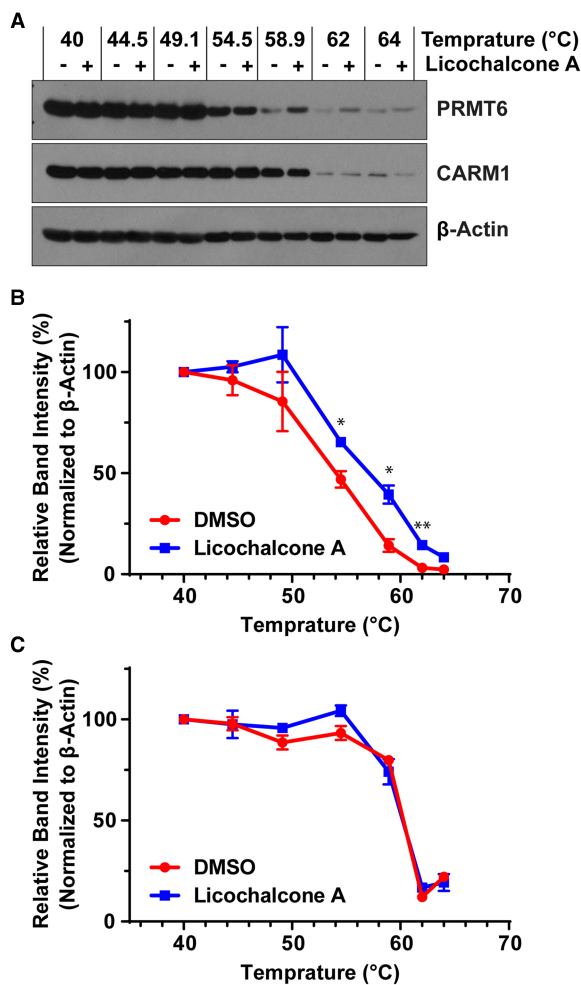 A
40 44.5 49.1 54.5 58.9 62 64 Temprature (°C)
- + - + - + - + - + - + - + Licochalcone A
PRMT6
CARM1
β-Actin
B
Relative Band Intensity (%)
(Normalized to β-Actin)
100
50
0
*
*
**
DMSO
Licochalcone A
40 50 60 70
Temprature (°C)
C
Relative Band Intensity (%)
(Normalized to β-Actin)
100
50
0
DMSO
Licochalcone A
40 50 60 70
Temprature (°C)